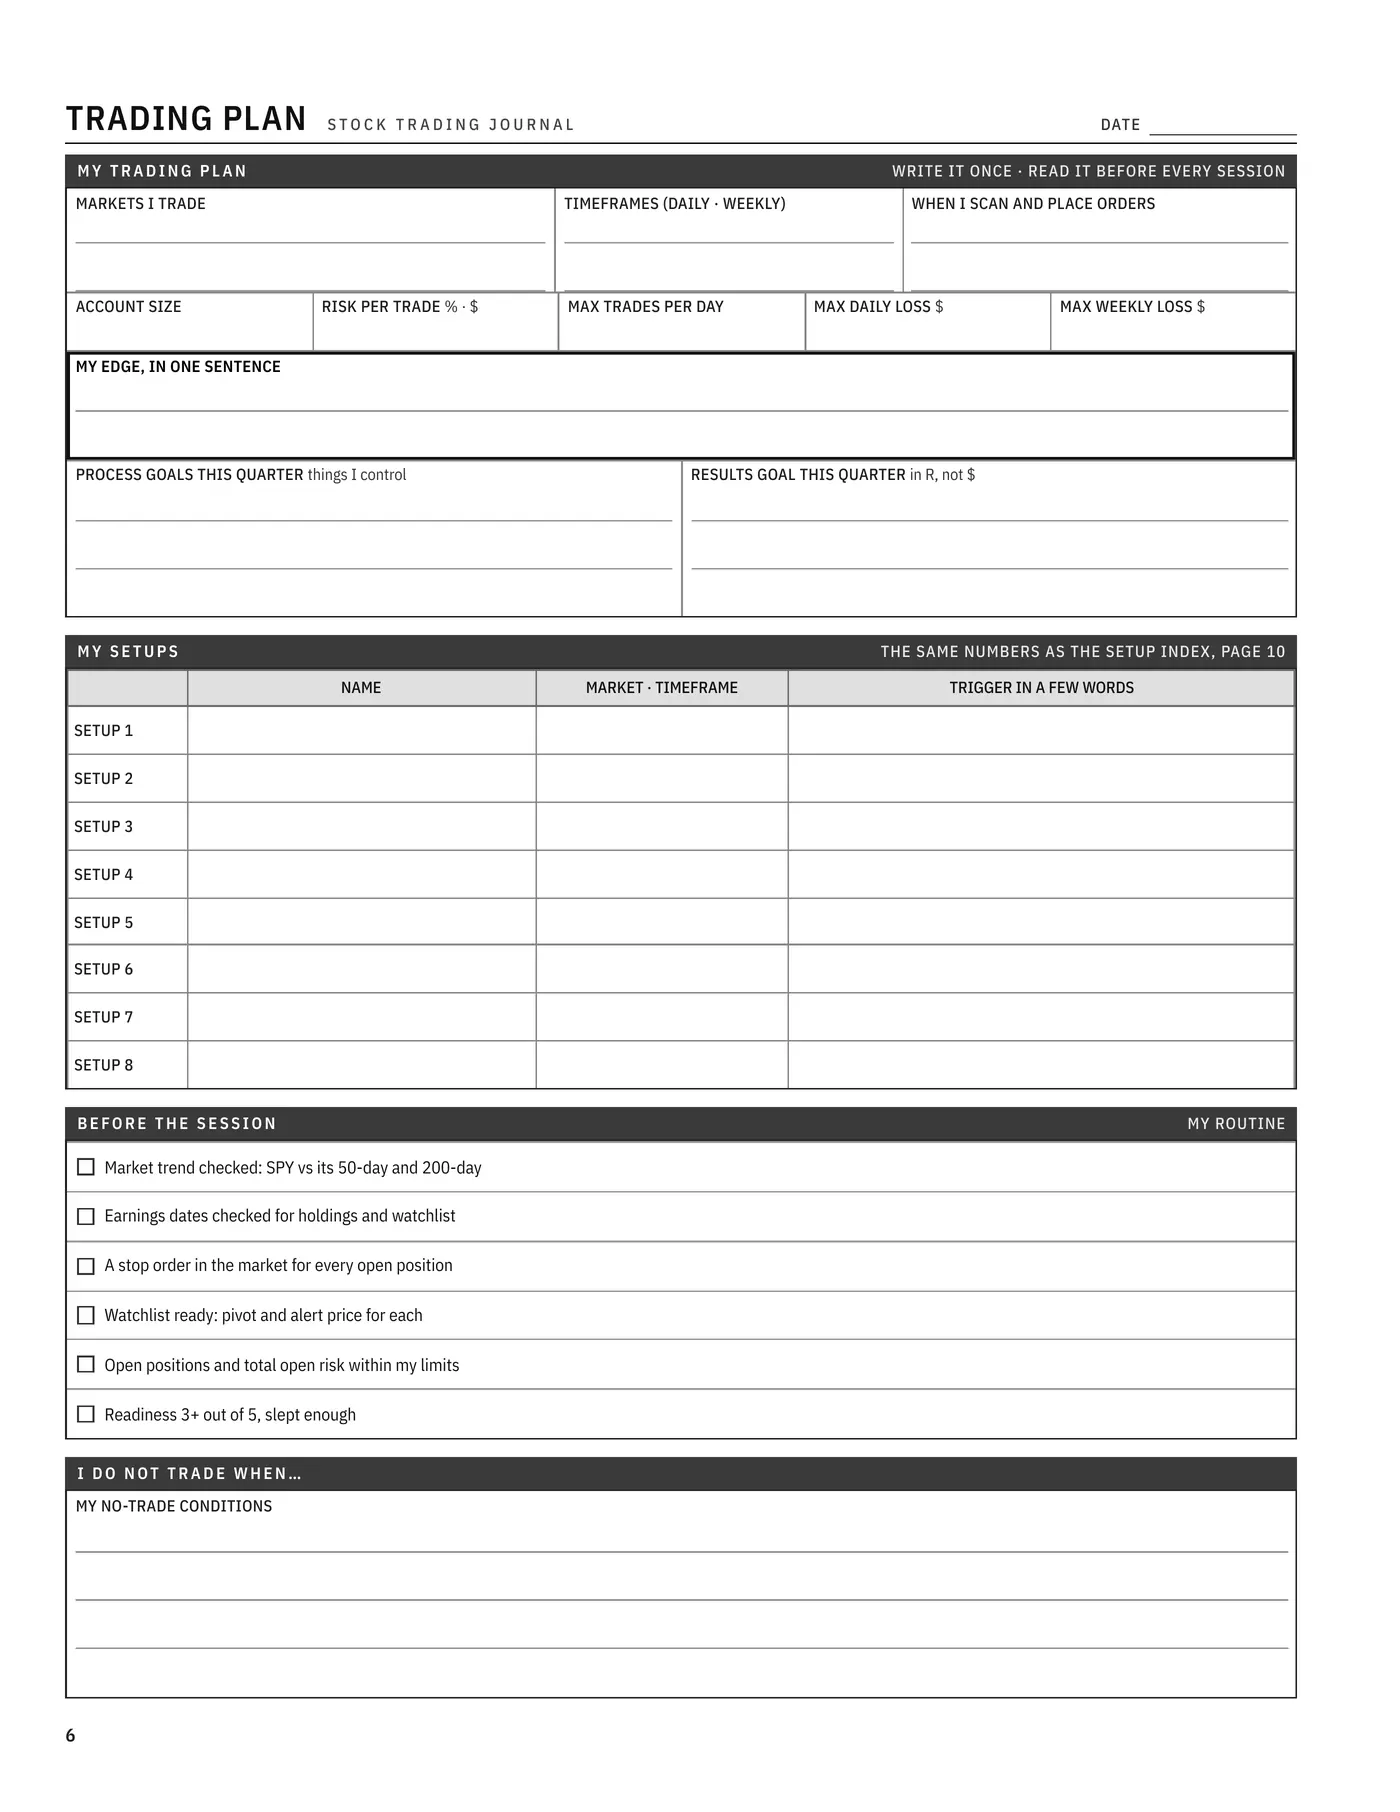 TRADING PLAN STOCK TRADING JOURNAL DATE
MY TRADING PLAN WRITE IT ONCE · READ IT BEFORE EVERY SESSION
MARKETS I TRADE TIMEFRAMES (DAILY · WEEKLY) WHEN I SCAN AND PLACE ORDERS
ACCOUNT SIZE RISK PER TRADE % · $ MAX TRADES PER DAY MAX DAILY LOSS $ MAX WEEKLY LOSS $
MY EDGE, IN ONE SENTENCE
PROCESS GOALS THIS QUARTER things I control RESULTS GOAL THIS QUARTER in R, not $
MY SETUPS THE SAME NUMBERS AS THE SETUP INDEX, PAGE 10
NAME MARKET · TIMEFRAME TRIGGER IN A FEW WORDS
SETUP 1
SETUP 2
SETUP 3
SETUP 4
SETUP 5
SETUP 6
SETUP 7
SETUP 8
BEFORE THE SESSION MY ROUTINE
Market trend checked: SPY vs its 50-day and 200-day
Earnings dates checked for holdings and watchlist
A stop order in the market for every open position
Watchlist ready: pivot and alert price for each
Open positions and total open risk within my limits
Readiness 3+ out of 5, slept enough
I DO NOT TRADE WHEN…
MY NO-TRADE CONDITIONS
6